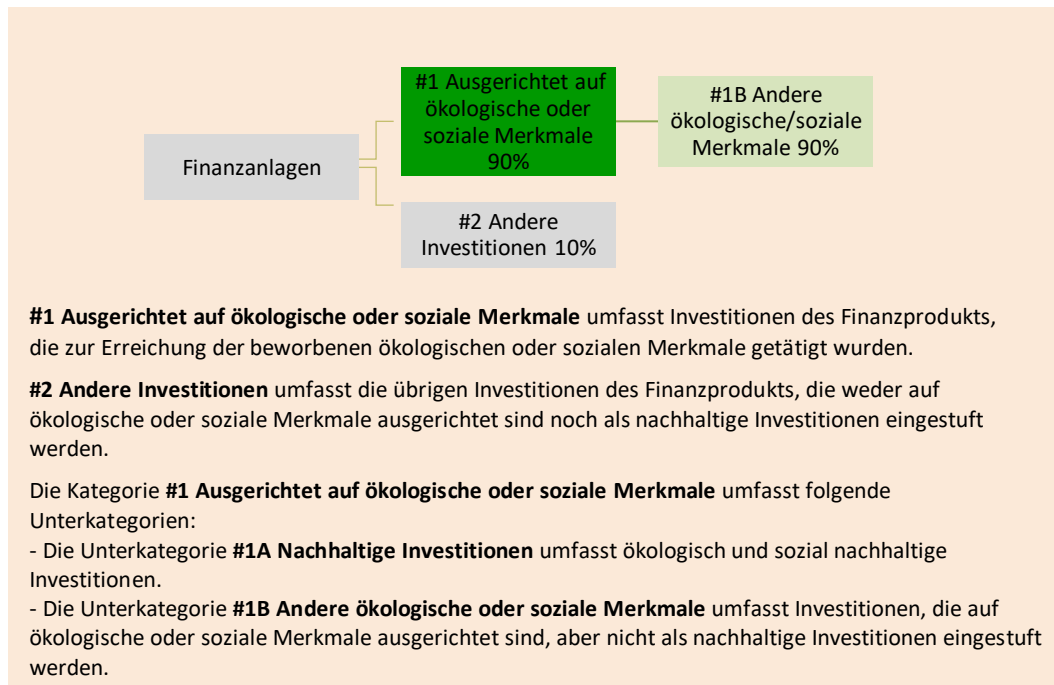 #1 Ausgerichtet auf
ökologische oder
soziale Merkmale
90%
#1B Andere
ökologische/soziale
Merkmale 90%
Finanzanlagen
#2 Andere
Investitionen 10%
#1 Ausgerichtet auf ökologische oder soziale Merkmale umfasst Investitionen des Finanzprodukts,
die zur Erreichung der beworbenen ökologischen oder sozialen Merkmale getätigt wurden.
#2 Andere Investitionen umfasst die übrigen Investitionen des Finanzprodukts, die weder auf
ökologische oder soziale Merkmale ausgerichtet sind noch als nachhaltige Investitionen eingestuft
werden.
Die Kategorie #1 Ausgerichtet auf ökologische oder soziale Merkmale umfasst folgende
Unterkategorien:
- Die Unterkategorie #1A Nachhaltige Investitionen umfasst ökologisch und sozial nachhaltige
Investitionen.
- Die Unterkategorie #1B Andere ökologische oder soziale Merkmale umfasst Investitionen, die auf
ökologische oder soziale Merkmale ausgerichtet sind, aber nicht als nachhaltige Investitionen eingestuft
werden.